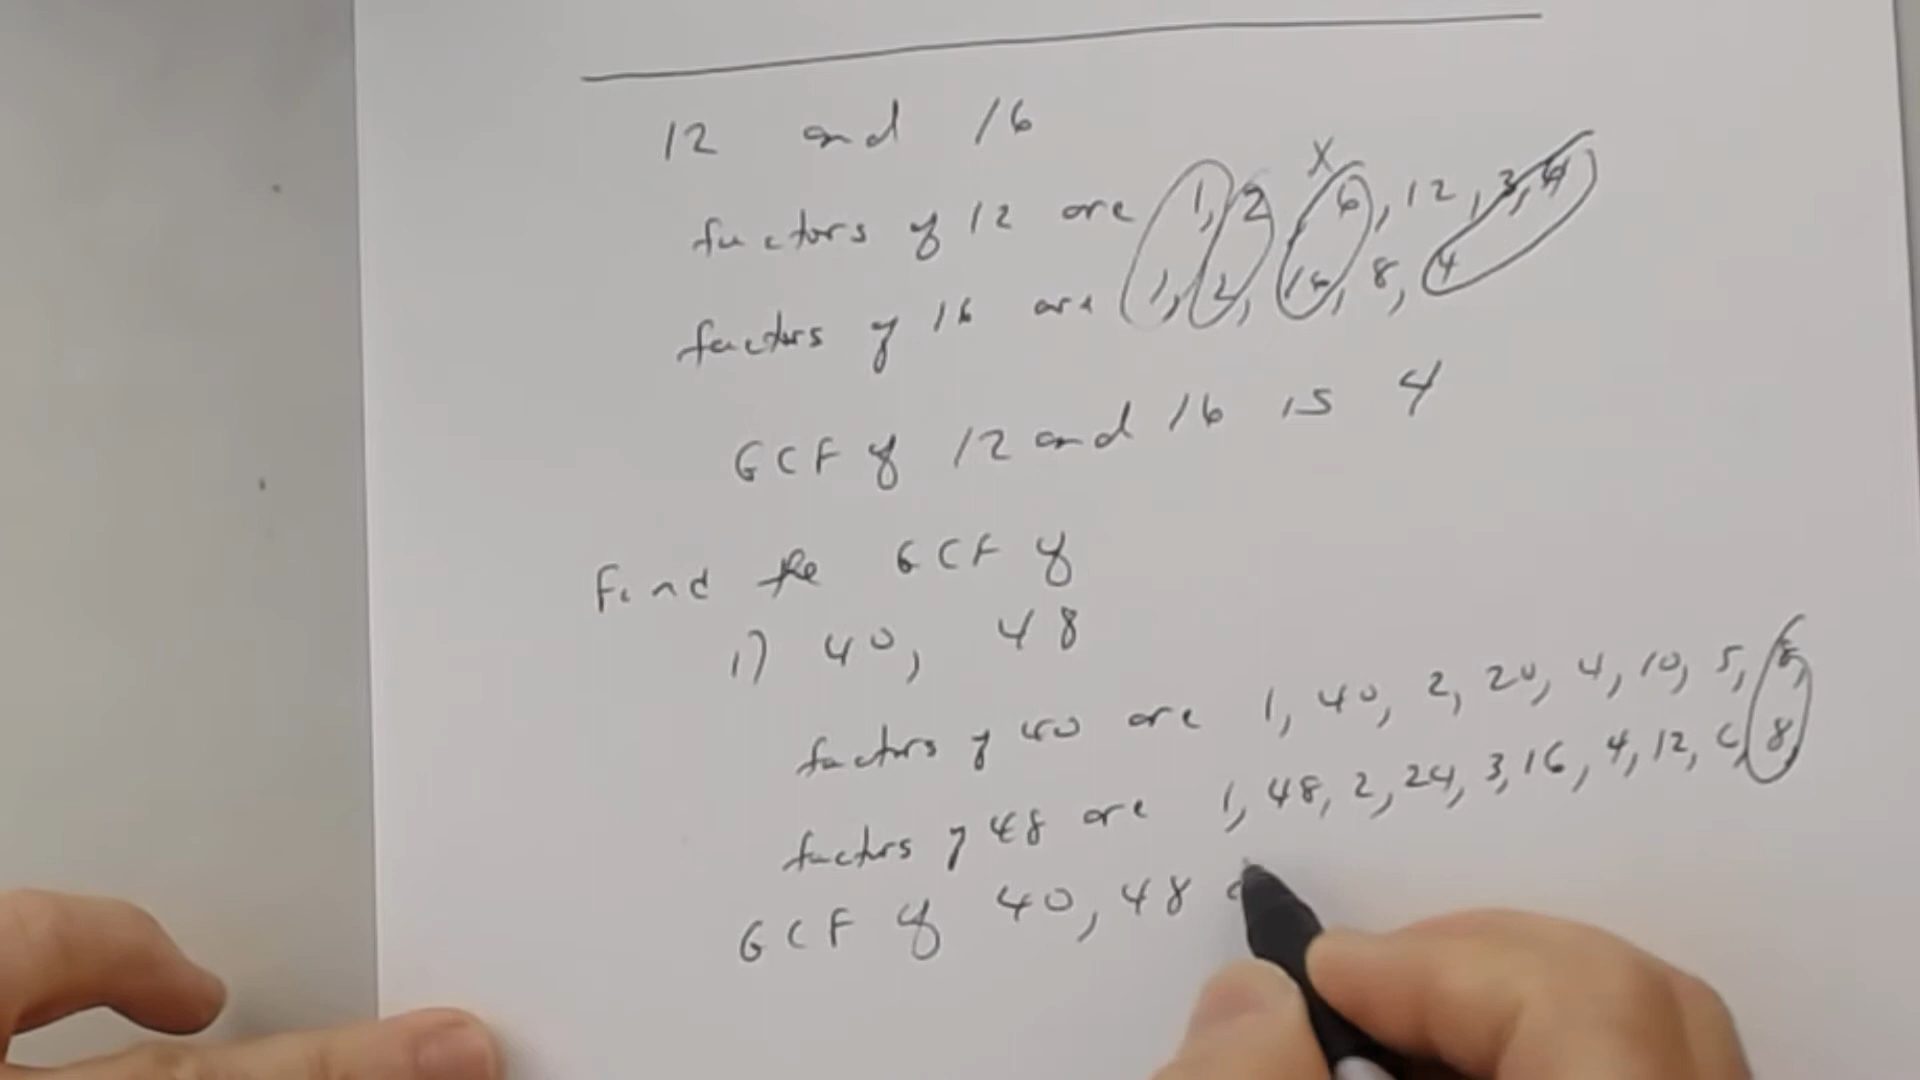 12 and 16
X
factors of 12 are 1, 2 6, 12, 3, 4
factors of 16 are 1, 2, 16, 8, 4
GCF of 12 and 16 is 4
Find the GCF of
1) 40, 48
factors of 40 are 1, 40, 2, 20, 4, 10, 5, 8,
factors of 48 are 1, 48, 2, 24, 3, 16, 4, 12, 6, 8,
GCF of 40, 48